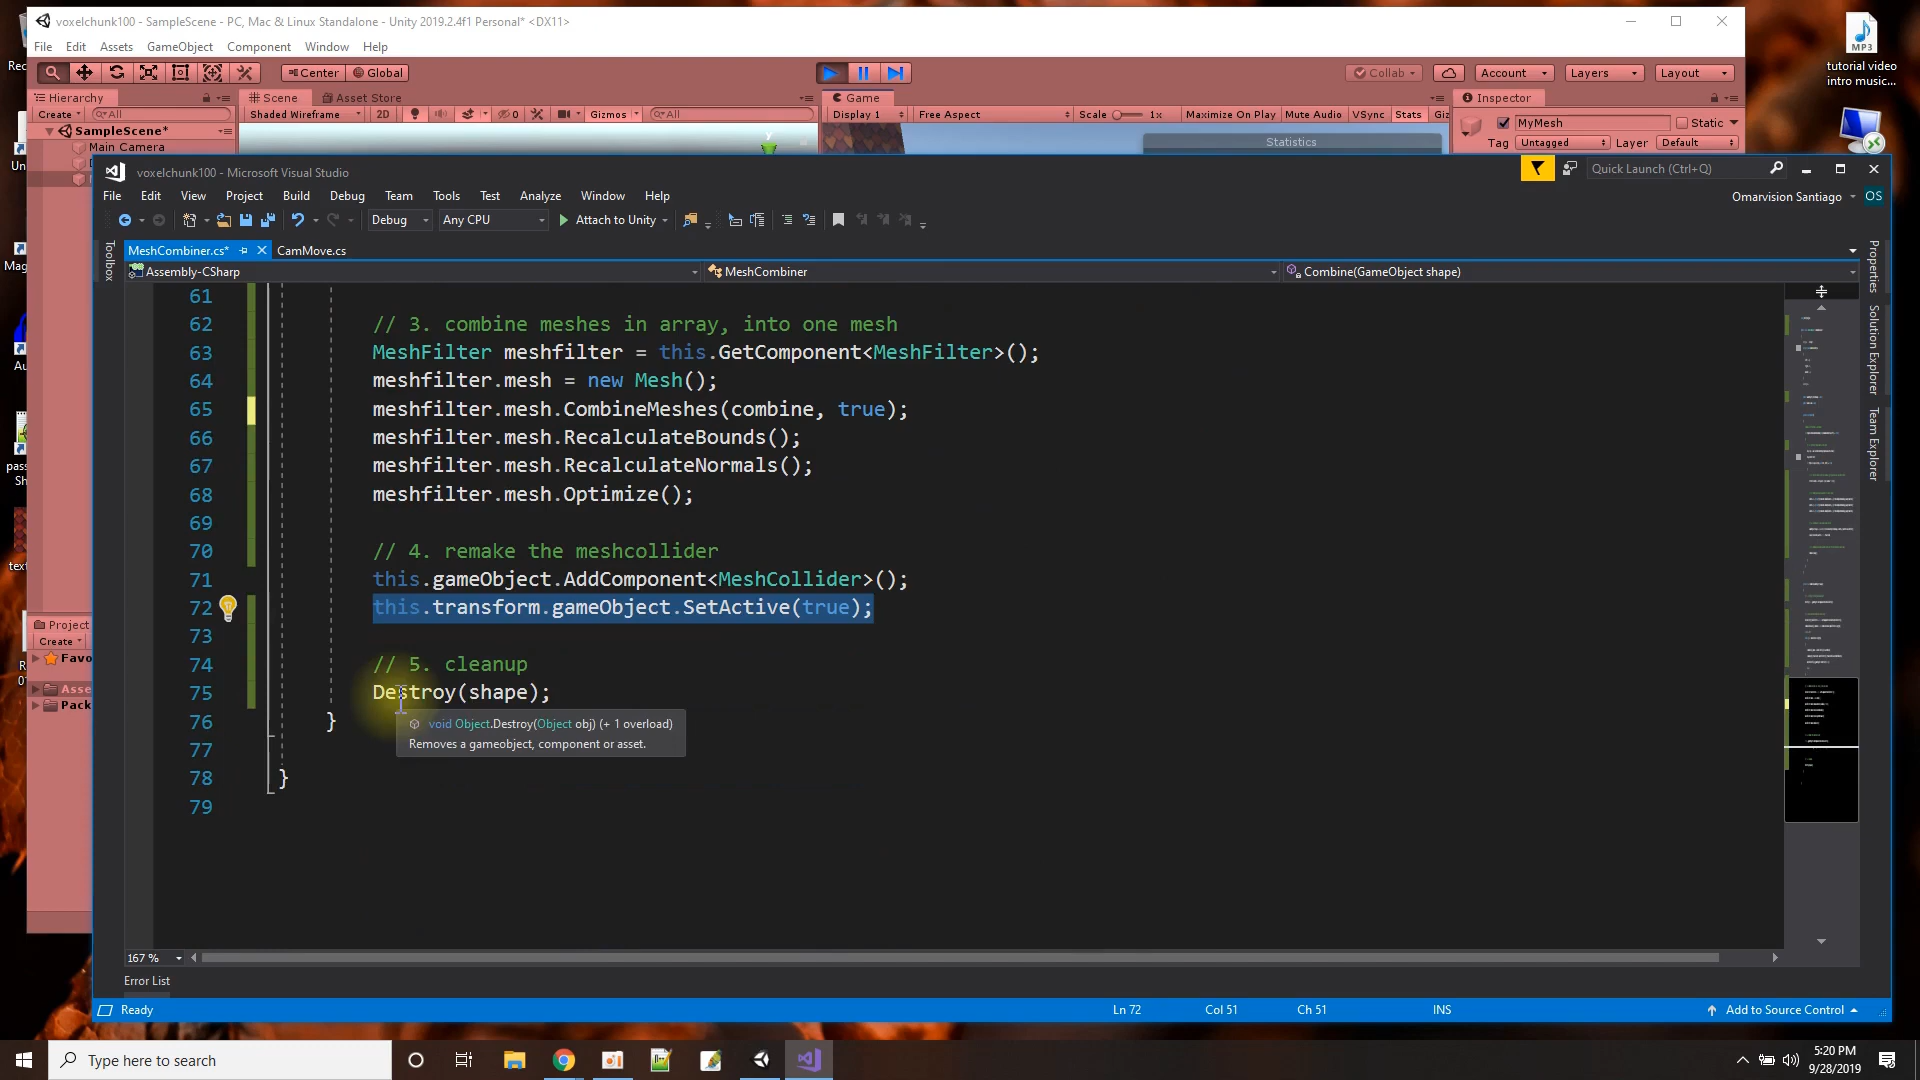 voxelchunk100 - SampleScene - PC, Mac & Linux Standalone - Unity 2019.2.4f1 Personal* <DX11>
File Edit Assets GameObject Component Window Help
Center Global
Collab Account Layers Layout
Hierarchy
Scene Asset Store
Game
Inspector
Create All
Shaded Wireframe 2D 0 Gizmos All
Display 1 Free Aspect Scale 1x Maximize On Play Mute Audio VSync Stats
MyMesh Static
SampleScene*
Main Camera
Statistics
Tag Untagged Layer Default
tutorial video
intro music...
MP3
voxelchunk100 - Microsoft Visual Studio
Quick Launch (Ctrl+Q)
File Edit View Project Build Debug Team Tools Test Analyze Window Help
Omarvision Santiago OS
Debug Any CPU Attach to Unity
MeshCombiner.cs* CamMove.cs
Assembly-CSharp MeshCombiner Combine(GameObject shape)
Toolbox
Properties
Solution Explorer
Team Explorer
61
62 // 3. combine meshes in array, into one mesh
63 MeshFilter meshfilter = this.GetComponent<MeshFilter>();
64 meshfilter.mesh = new Mesh();
65 meshfilter.mesh.CombineMeshes(combine, true);
66 meshfilter.mesh.RecalculateBounds();
67 meshfilter.mesh.RecalculateNormals();
68 meshfilter.mesh.Optimize();
69
70 // 4. remake the meshcollider
71 this.gameObject.AddComponent<MeshCollider>();
72 this.transform.gameObject.SetActive(true);
73
74 // 5. cleanup
75 Destroy(shape);
76 }
77
78 }
79
void Object.Destroy(Object obj) (+ 1 overload)
Removes a gameobject, component or asset.
Project
Create
Favo
Asse
Pack
167 %
Error List
Ready Ln 72 Col 51 Ch 51 INS Add to Source Control
Type here to search
5:20 PM
9/28/2019